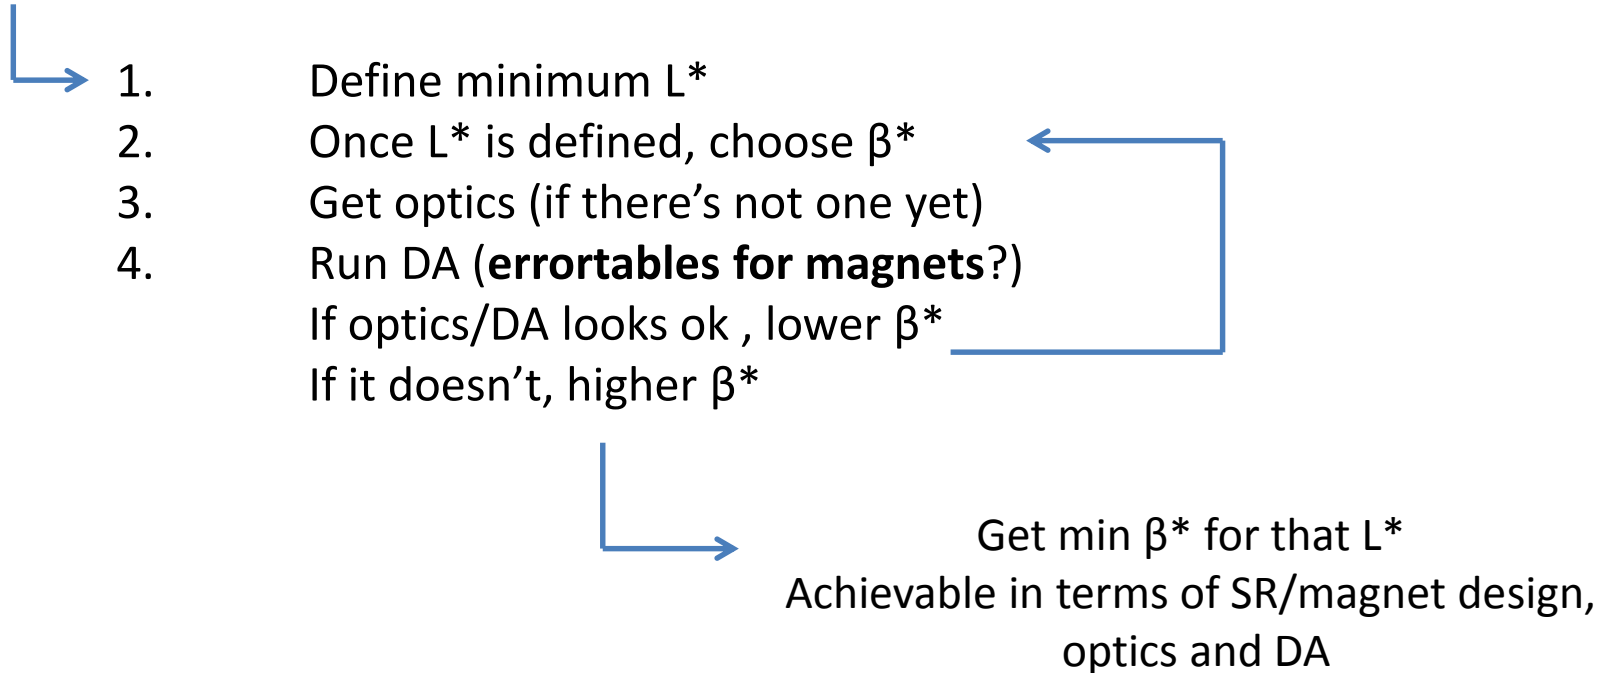 1. Define minimum L*
2. Once L* is defined, choose β*
3. Get optics (if there’s not one yet)
4. Run DA (errortables for magnets?)
If optics/DA looks ok , lower β*
If it doesn’t, higher β*
Get min β* for that L*
Achievable in terms of SR/magnet design,
optics and DA